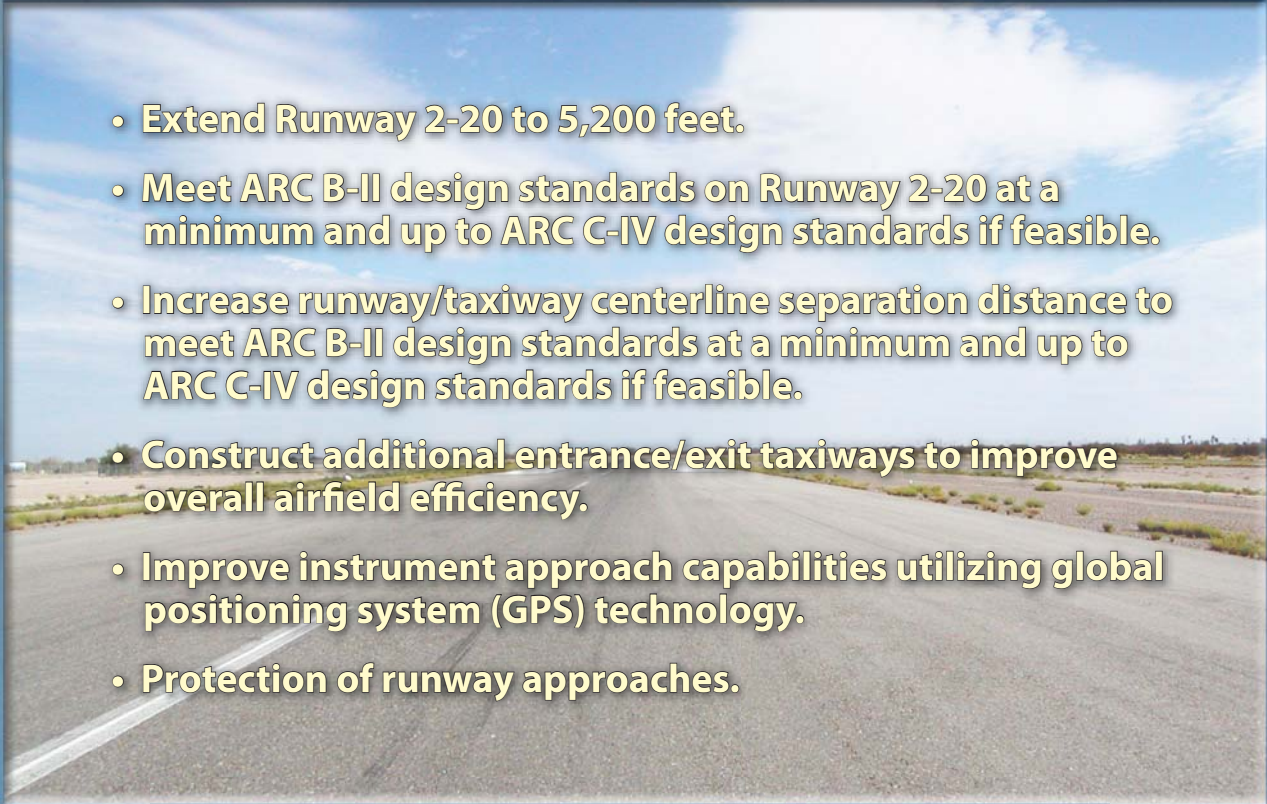 • Extend Runway 2-20 to 5,200 feet.
• Meet ARC B-II design standards on Runway 2-20 at a
minimum and up to ARC C-IV design standards if feasible.
• Increase runway/taxiway centerline separation distance to
meet ARC B-II design standards at a minimum and up to
ARC C-IV design standards if feasible.
• Construct additional entrance/exit taxiways to improve
overall airfield efficiency.
• Improve instrument approach capabilities utilizing global
positioning system (GPS) technology.
• Protection of runway approaches.